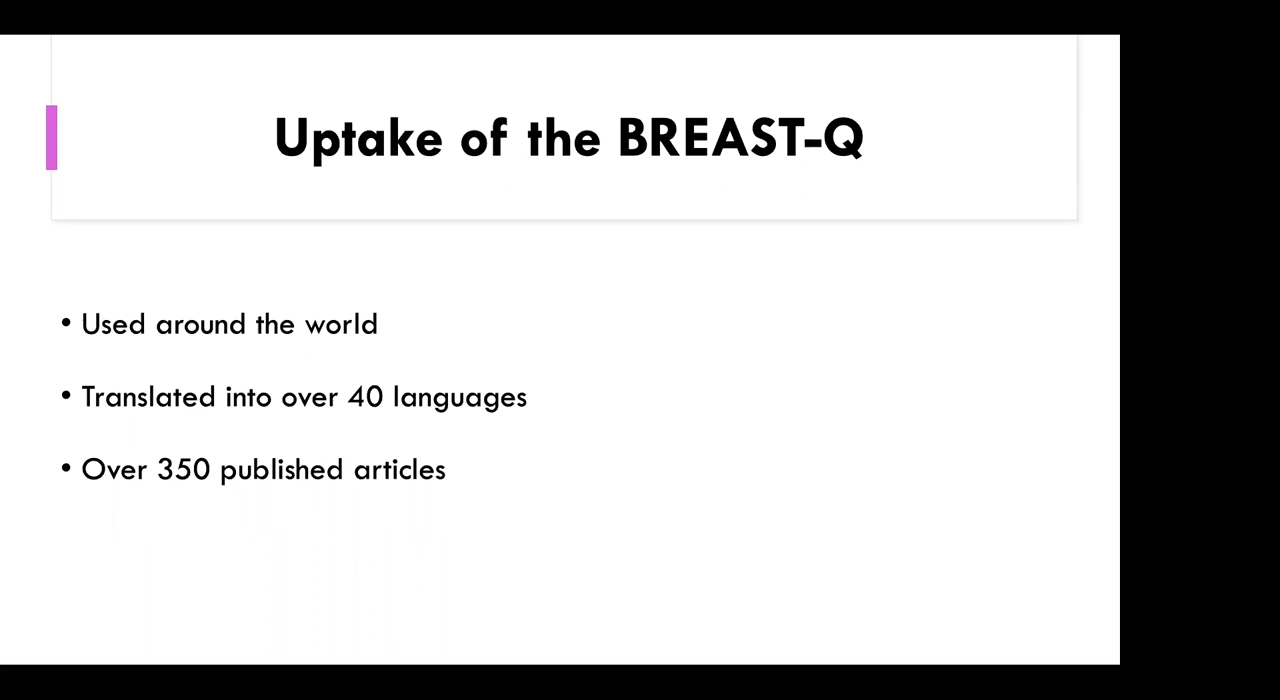 Uptake of the BREAST-Q
• Used around the world
• Translated into over 40 languages
• Over 350 published articles